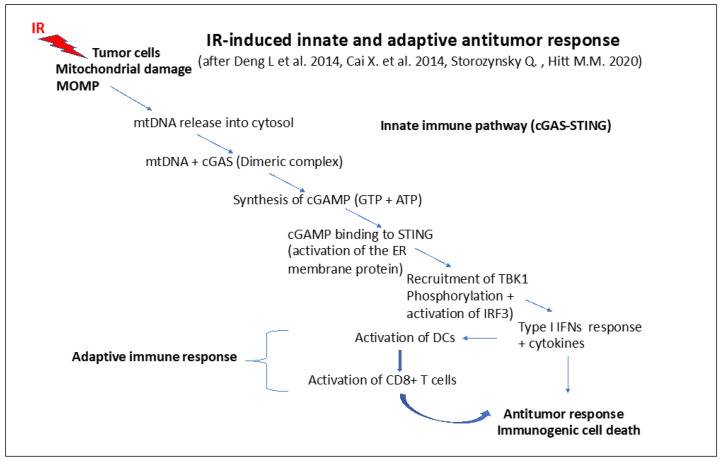 IR
IR-induced innate and adaptive antitumor response
(after Deng L et al. 2014, Cai X. et al. 2014, Storozynsky Q. , Hitt M.M. 2020)
Tumor cells
Mitochondrial damage
MOMP
mtDNA release into cytosol
Innate immune pathway (cGAS-STING)
mtDNA + cGAS (Dimeric complex)
Synthesis of cGAMP (GTP + ATP)
cGAMP binding to STING
(activation of the ER
membrane protein)
Recruitment of TBK1
Phosphorylation +
activation of IRF3)
Type I IFNs response
+ cytokines
Activation of DCs
Adaptive immune response
Activation of CD8+ T cells
Antitumor response
Immunogenic cell death